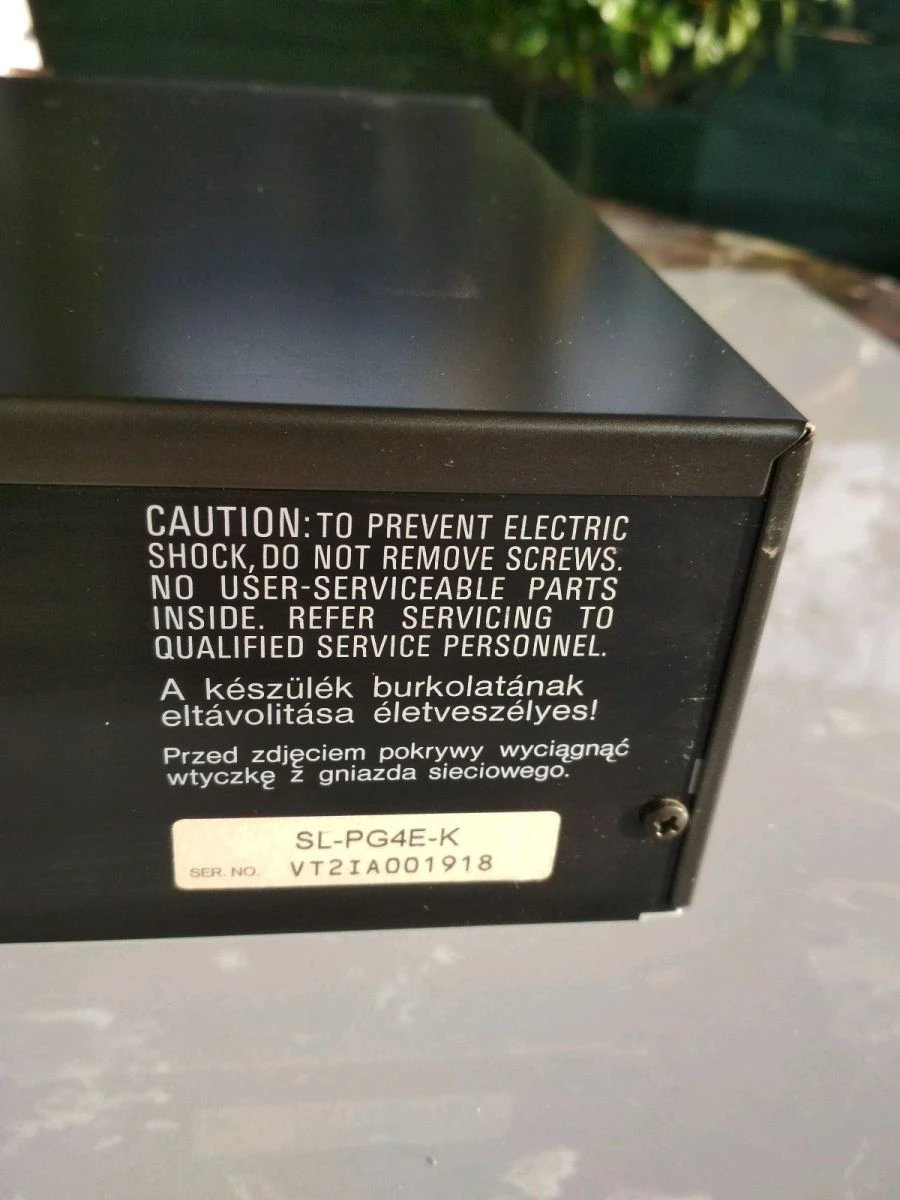 CAUTION: TO PREVENT ELECTRIC
SHOCK, DO NOT REMOVE SCREWS.
NO USER-SERVICEABLE PARTS
INSIDE. REFER SERVICING TO
QUALIFIED SERVICE PERSONNEL.
A készülék burkolatának
eltávolitása életveszélyes!
Przed zdjęciem pokrywy wyciągnąć
wtyczkę z gniazda sieciowego.
SL-PG4E-K
SER. NO. VT2IA001918